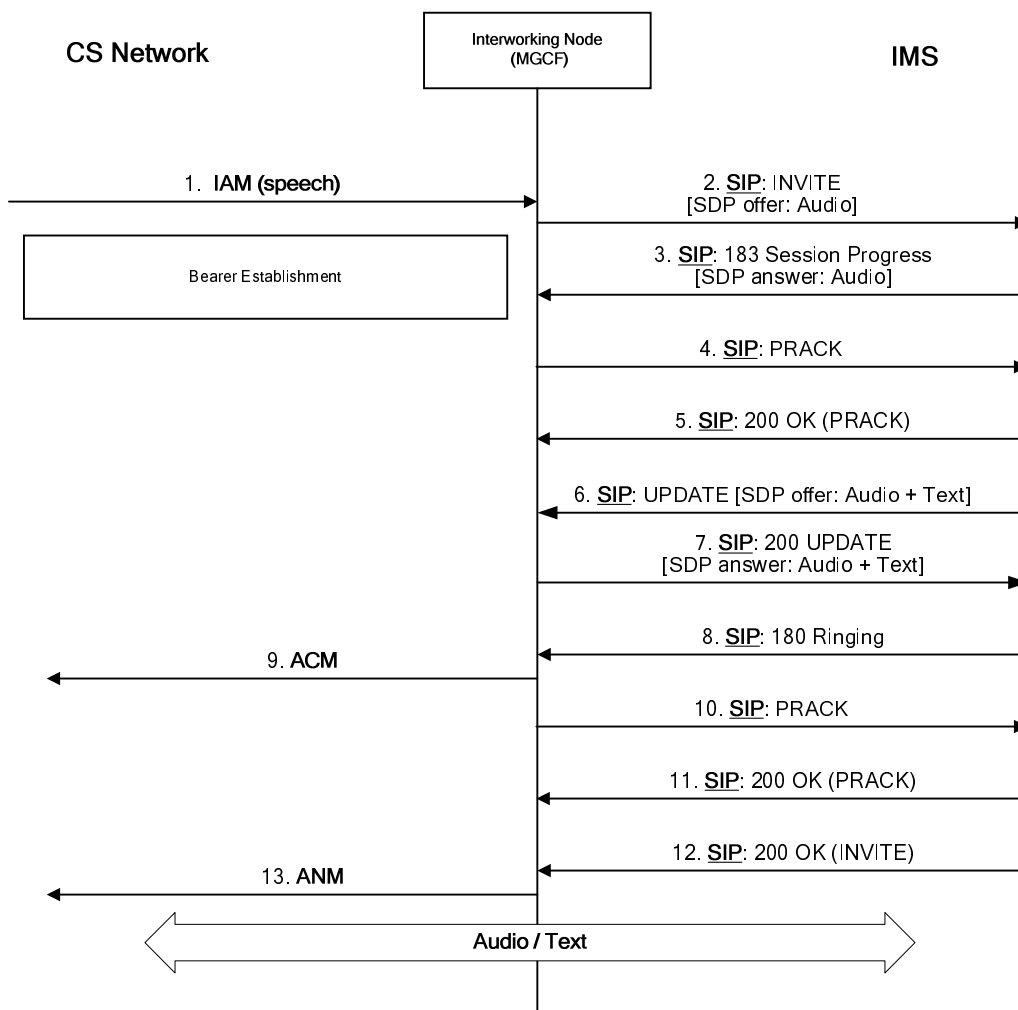 CS Network
Interworking Node
(MGCF)
IMS
1. IAM (speech)
2. SIP: INVITE
[SDP offer: Audio]
Bearer Establishment
3. SIP: 183 Session Progress
[SDP answer: Audio]
4. SIP: PRACK
5. SIP: 200 OK (PRACK)
6. SIP: UPDATE [SDP offer: Audio + Text]
7. SIP: 200 UPDATE
[SDP answer: Audio + Text]
8. SIP: 180 Ringing
9. ACM
10. SIP: PRACK
11. SIP: 200 OK (PRACK)
12. SIP: 200 OK (INVITE)
13. ANM
Audio / Text